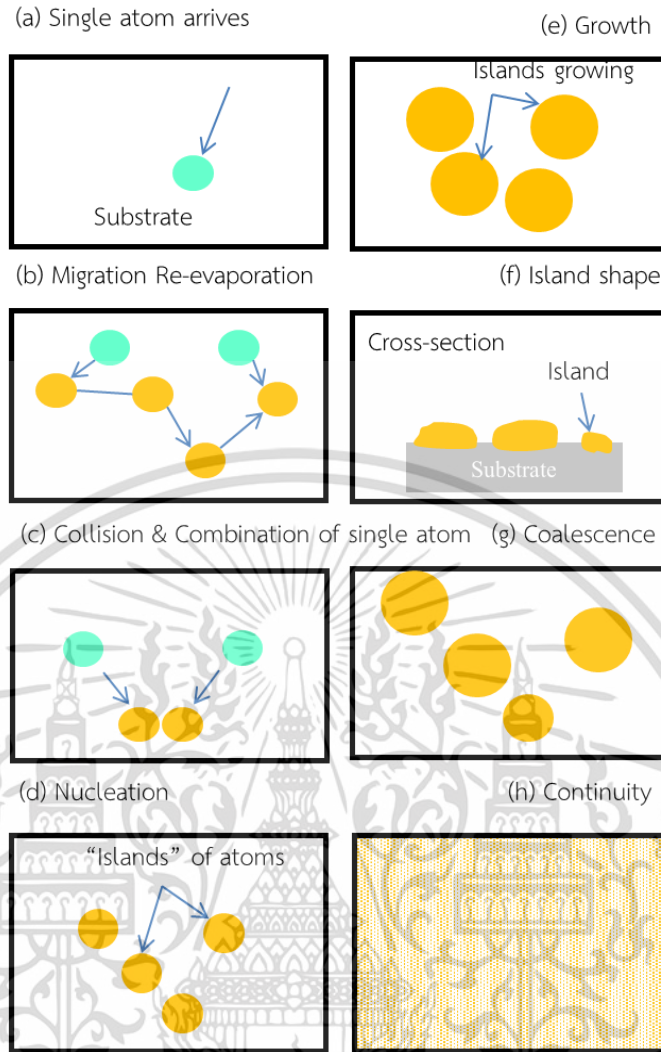 (a) Single atom arrives
Substrate
(b) Migration Re-evaporation
(c) Collision & Combination of single atom
(d) Nucleation
“Islands” of atoms
(e) Growth
Islands growing
(f) Island shape
Cross-section
Island
Substrate
(g) Coalescence
(h) Continuity